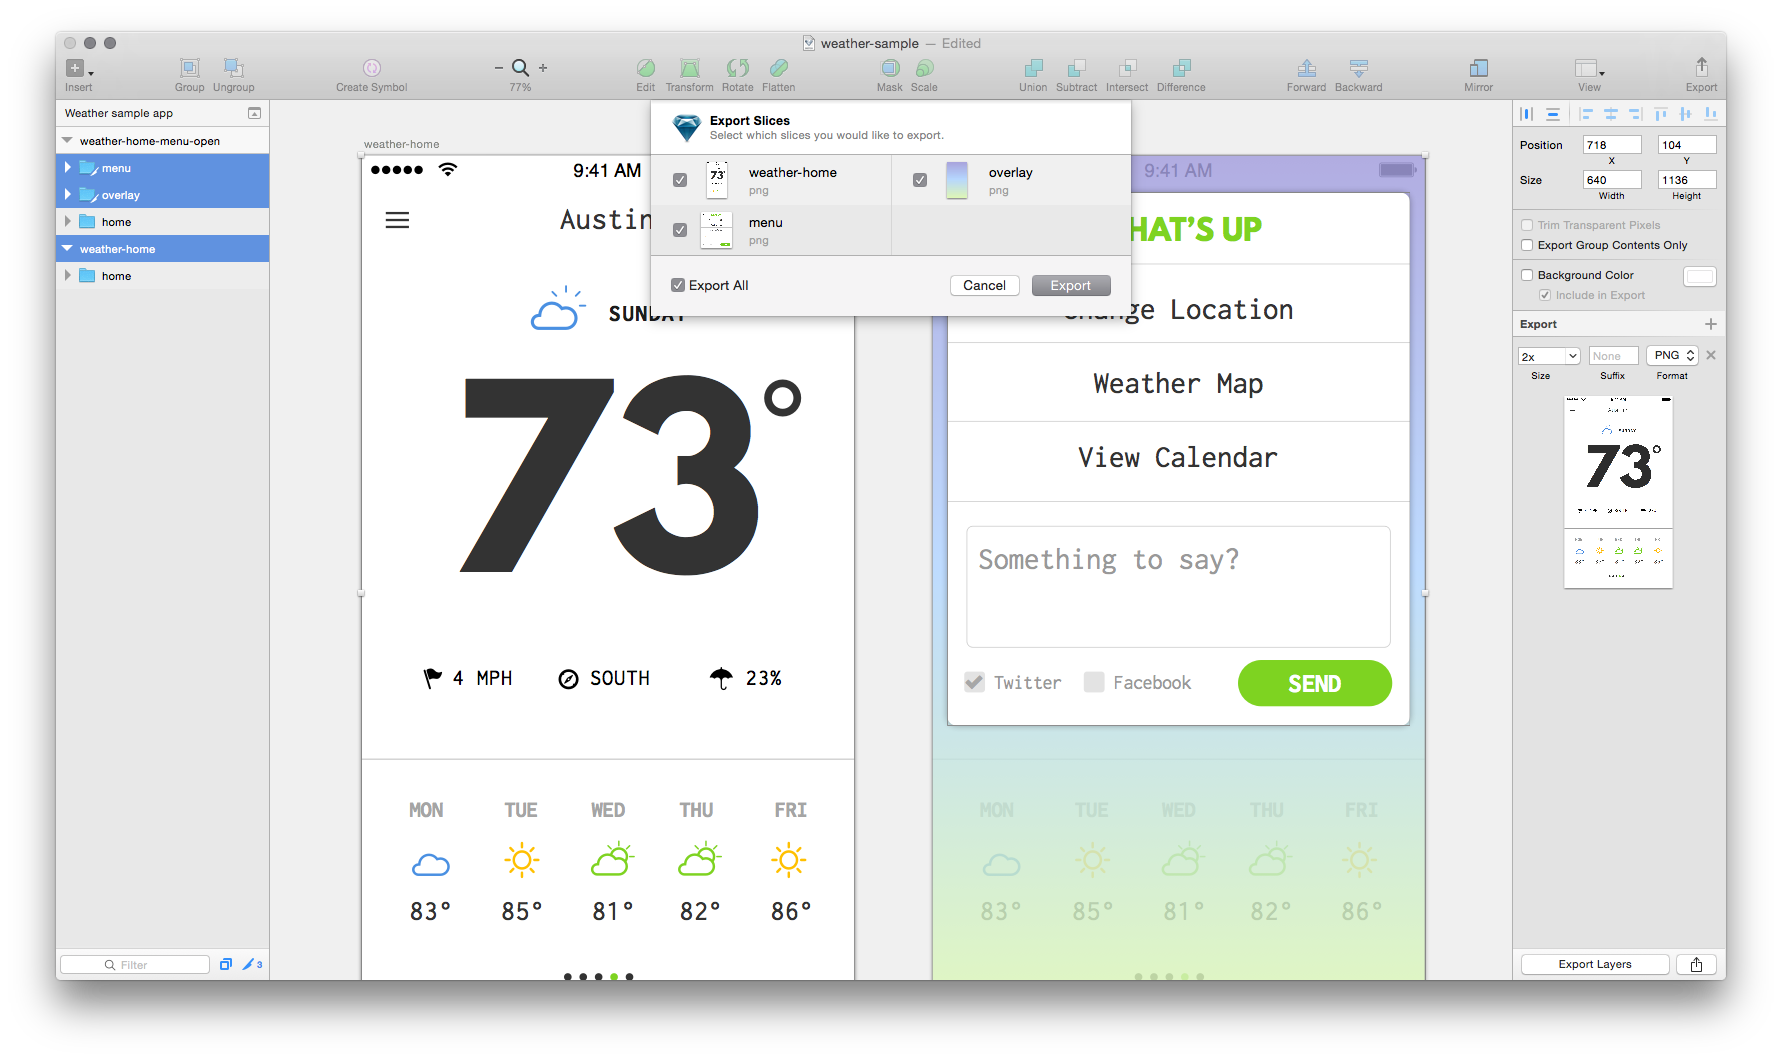 weather-sample — Edited
Insert
Group
Ungroup
Create Symbol
77%
Edit
Transform
Rotate
Flatten
Mask
Scale
Union
Subtract
Intersect
Difference
Forward
Backward
Mirror
View
Export
Weather sample app
weather-home-menu-open
menu
overlay
home
weather-home
home
Filter
3
weather-home
9:41 AM
Austin
SUNDAY
73°
4 MPH
SOUTH
23%
MON TUE WED THU FRI
83° 85° 81° 82° 86°
Export Slices
Select which slices you would like to export.
weather-home
png
overlay
png
menu
png
Export All
Cancel
Export
9:41 AM
HAT'S UP
Change Location
Weather Map
View Calendar
Something to say?
Twitter
Facebook
SEND
MON TUE WED THU FRI
83° 85° 81° 82° 86°
Position
718
104
X
Y
Size
640
1136
Width
Height
Trim Transparent Pixels
Export Group Contents Only
Background Color
Include in Export
Export
2x
None
PNG
Size
Suffix
Format
73°
Export Layers